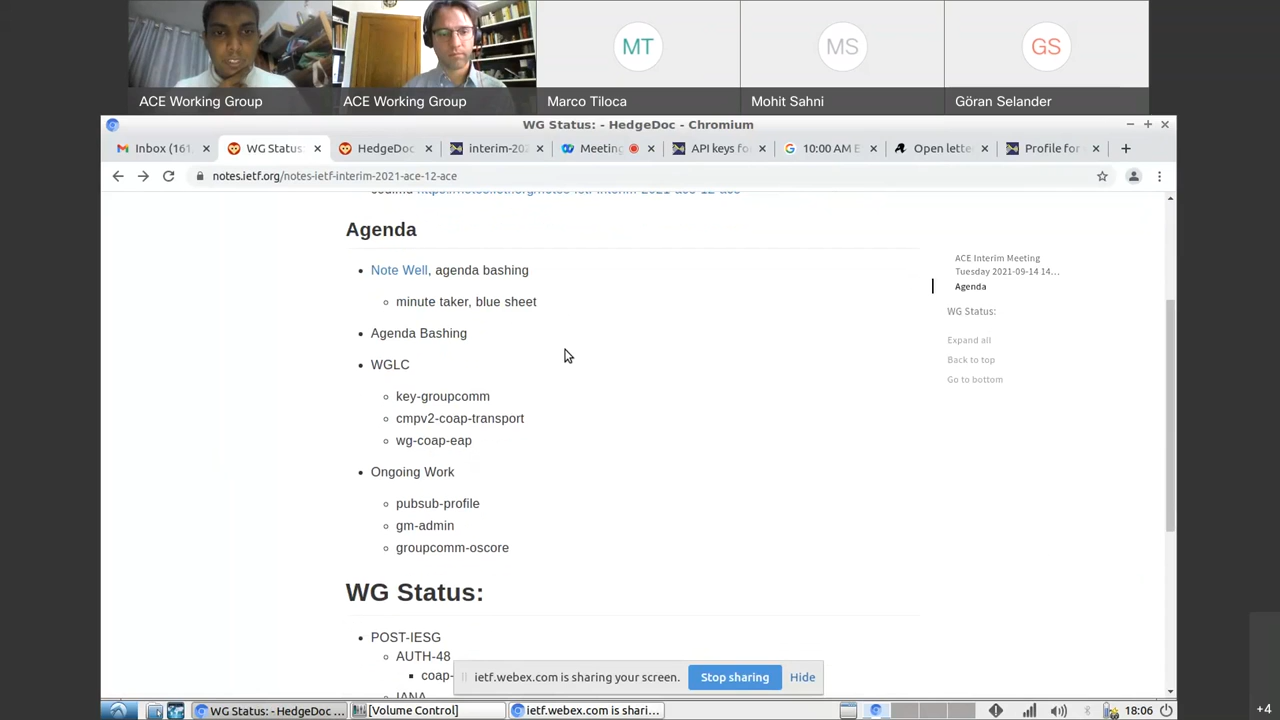 MT
MS
GS
ACE Working Group
ACE Working Group
Marco Tiloca
Mohit Sahni
Göran Selander
WG Status: - HedgeDoc - Chromium
Inbox (161,
WG Status:
HedgeDoc
interim-202
Meeting
API keys fo
10:00 AM E
Open lette
Profile for
notes.ietf.org/notes-ietf-interim-2021-ace-12-ace
Agenda
Note Well, agenda bashing
minute taker, blue sheet
Agenda Bashing
WGLC
key-groupcomm
cmpv2-coap-transport
wg-coap-eap
Ongoing Work
pubsub-profile
gm-admin
groupcomm-oscore
WG Status:
POST-IESG
AUTH-48
coap-
IANA
ACE Interim Meeting
Tuesday 2021-09-14 14...
Agenda
WG Status:
Expand all
Back to top
Go to bottom
ietf.webex.com is sharing your screen.
Stop sharing
Hide
WG Status: - HedgeDoc ...
[Volume Control]
ietf.webex.com is shari...
18:06
+4